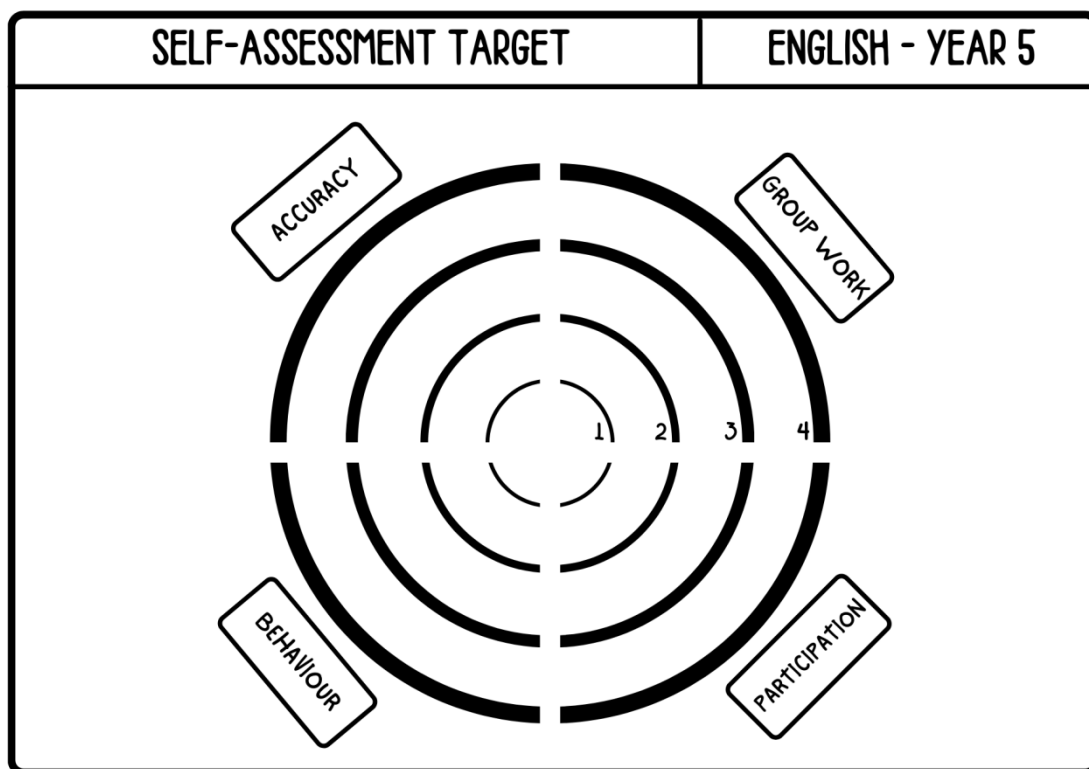 SELF-ASSESSMENT TARGET
ENGLISH - YEAR 5
ACCURACY
GROUP WORK
1 2 3 4
BEHAVIOUR
PARTICIPATION